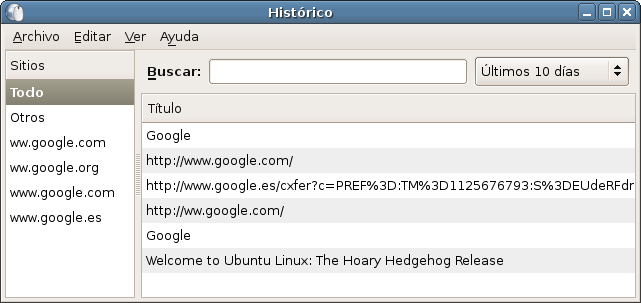 Histórico
Archivo Editar Ver Ayuda
Sitios
Todo
Otros
ww.google.com
ww.google.org
www.google.com
www.google.es
Buscar: Últimos 10 días
Título
Google
http://www.google.com/
http://www.google.es/cxfer?c=PREF%3D:TM%3D1125676793:S%3DEUdeRFdr
http://ww.google.com/
Google
Welcome to Ubuntu Linux: The Hoary Hedgehog Release